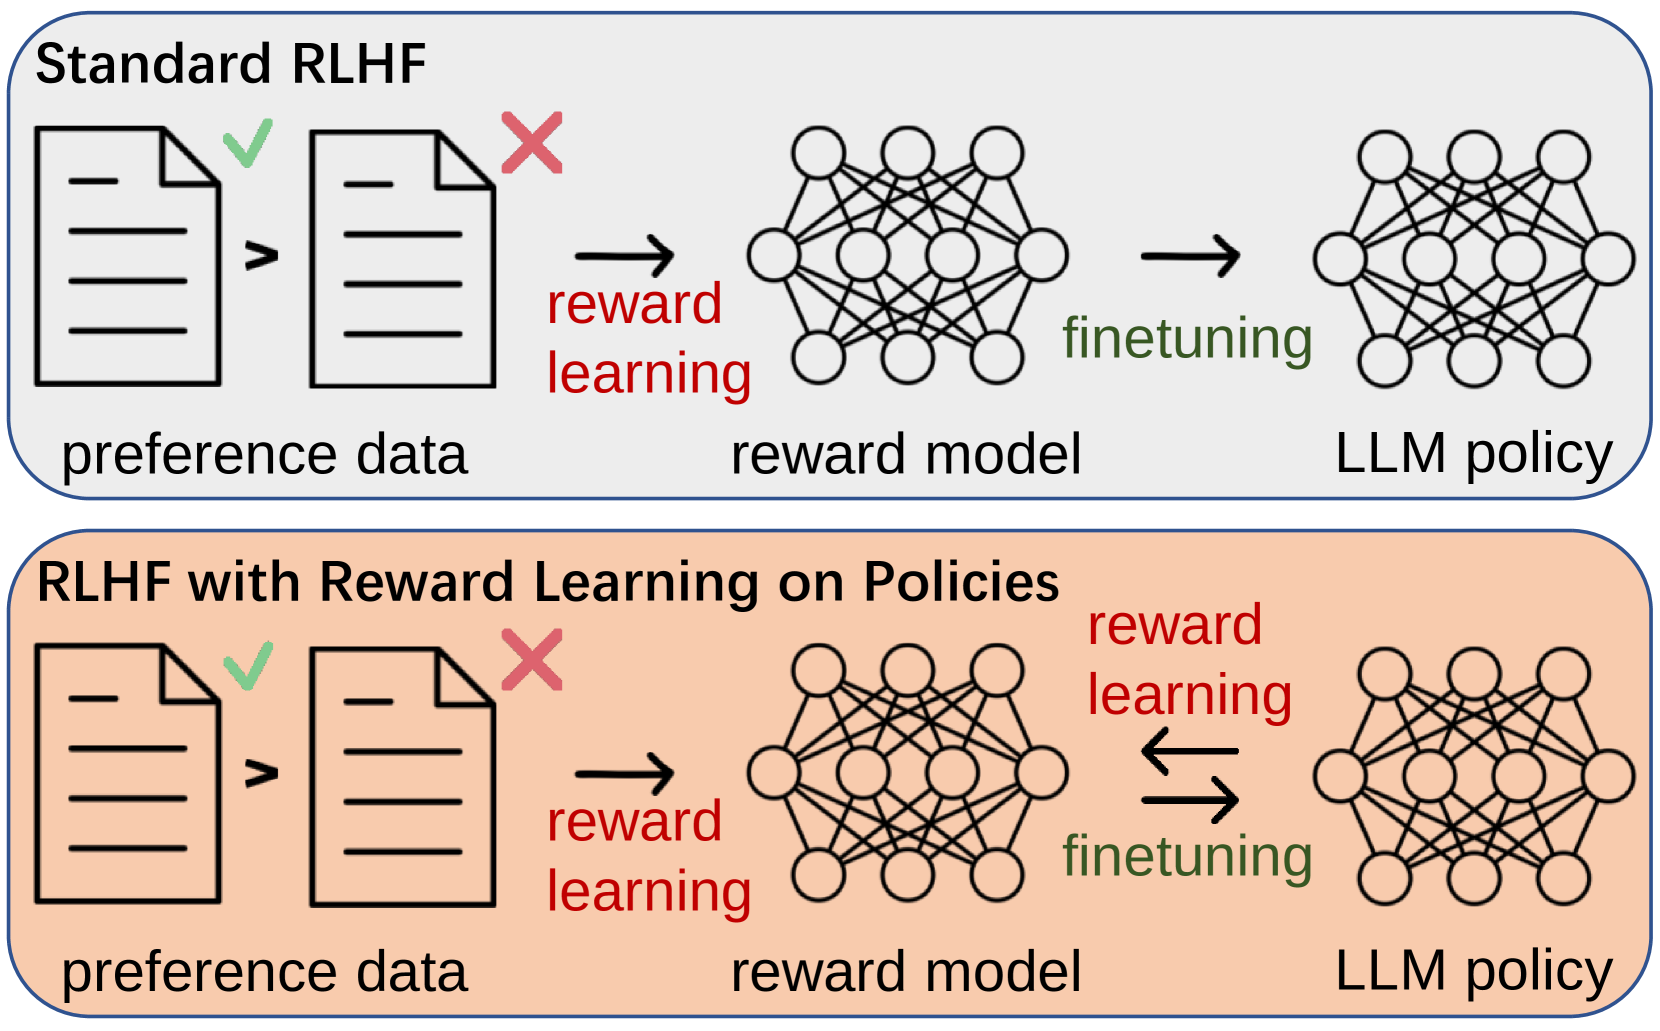 Standard RLHF
>
reward
learning
finetuning
preference data
reward model
LLM policy
RLHF with Reward Learning on Policies
reward
learning
>
reward
learning
finetuning
preference data
reward model
LLM policy